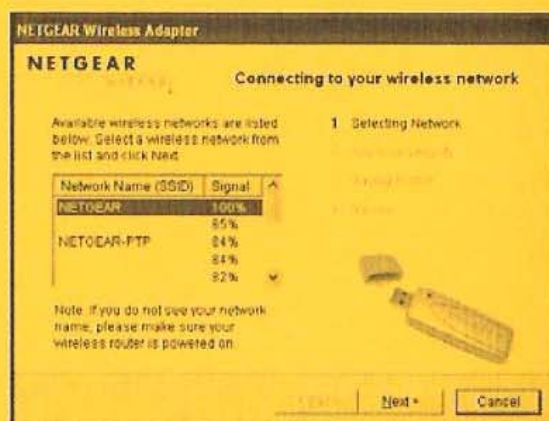 NETGEAR Wireless Adapter
NETGEAR
Connecting to your wireless network
Available wireless networks are listed
below. Select a wireless network from
the list and click Next.
Network Name (SSID) Signal
NETGEAR 100%
85%
NETGEAR-PTP 84%
84%
82%
Note: If you do not see your network
name, please make sure your
wireless router is powered on.
1 Selecting Network
Next
Cancel